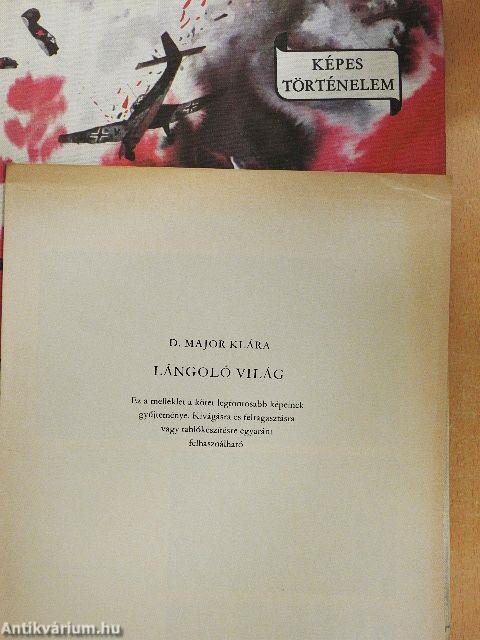 KÉPES
TÖRTÉNELEM
D. MAJOR KLÁRA
LÁNGOLÓ VILÁG
Ez a melléklet a kötet legfontosabb képeinek
gyűjteménye. Kivágásra és felragasztásra
vagy tablókészítésre egyaránt
felhasználható
Antikvárium.hu